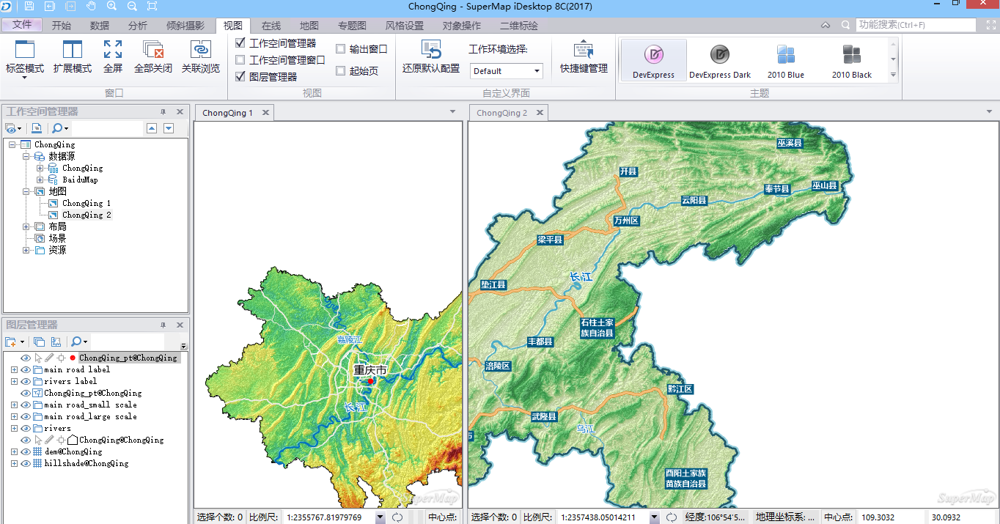 ChongQing - SuperMap iDesktop 8C(2017)
文件 开始 数据 分析 倾斜摄影 视图 在线 地图 专题图 风格设置 对象操作 二维标绘 功能搜索(Ctrl+F)
标签模式 扩展模式 全屏 全部关闭 关联浏览
窗口
工作空间管理器
工作空间管理窗口
图层管理器
输出窗口
起始页
视图
还原默认配置
工作环境选择:
Default
快捷键管理
自定义界面
DevExpress DevExpress Dark 2010 Blue 2010 Black
主题
工作空间管理器
ChongQing
数据源
ChongQing
BaiduMap
地图
ChongQing 1
ChongQing 2
布局
场景
资源
图层管理器
ChongQing_pt@ChongQing
main road label
rivers label
ChongQing_pt@ChongQing
main road_small scale
main road_large scale
rivers
ChongQing@ChongQing
dem@ChongQing
hillshade@ChongQing
ChongQing 1
嘉陵江
重庆市
长江
SuperMap
选择个数: 0 比例尺: 1:2355767.81979769 中心点:
ChongQing 2
巫溪县
开县
巫山县
奉节县
云阳县
万州区
梁平县
长江
垫江县
石柱土家
族自治县
丰都县
涪陵区
黔江区
武隆县
乌江
市
酉阳土家族
苗族自治县
SuperMap
选择个数: 0 比例尺: 1:2357438.05014211 经度:106°54'5... 地理坐标系: ... 中心点: 109.3032 30.0932